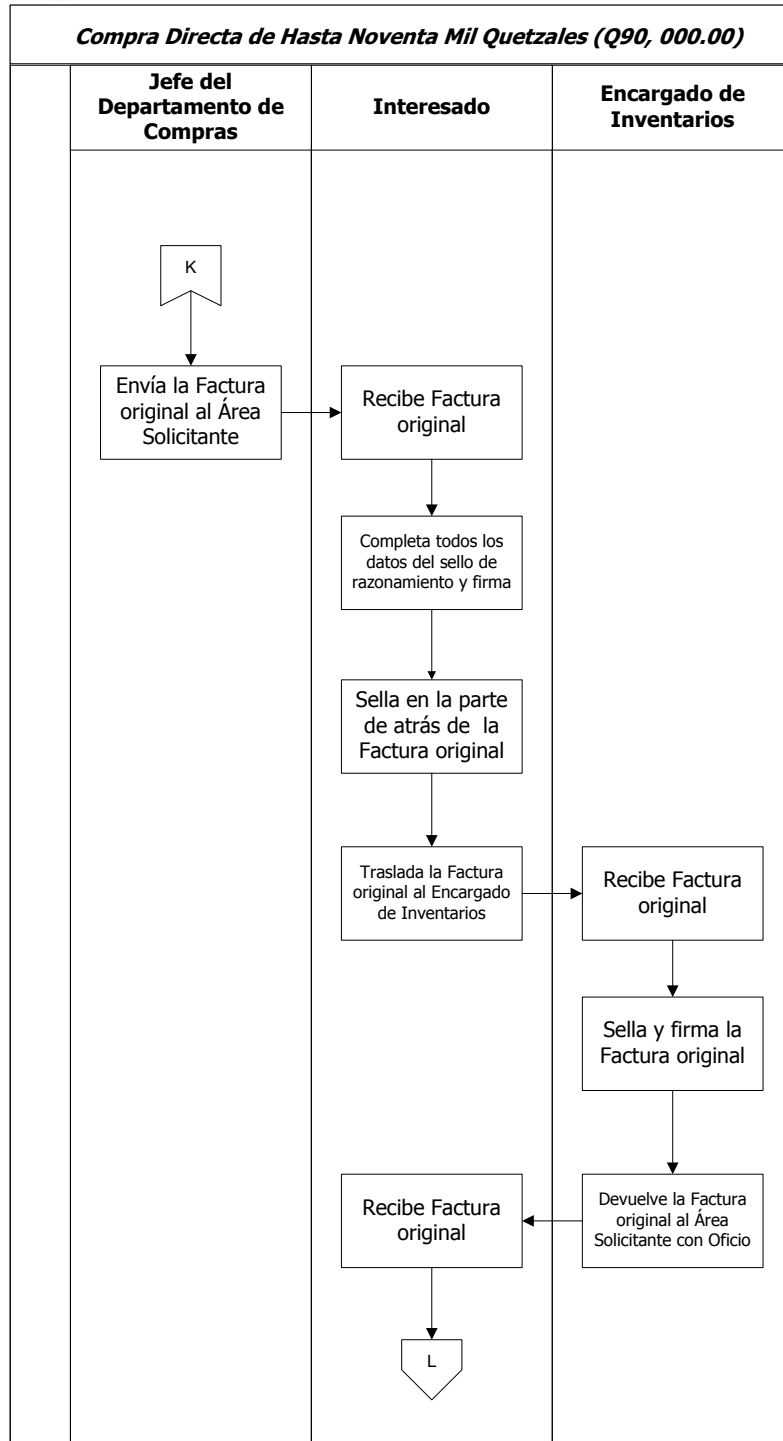 Compra Directa de Hasta Noventa Mil Quetzales (Q90, 000.00)
Jefe del
Departamento de
Compras
Interesado
Encargado de
Inventarios
K
Envía la Factura
original al Área
Solicitante
Recibe Factura
original
Completa todos los
datos del sello de
razonamiento y firma
Sella en la parte
de atrás de la
Factura original
Traslada la Factura
original al Encargado
de Inventarios
Recibe Factura
original
Sella y firma la
Factura original
Devuelve la Factura
original al Área
Solicitante con Oficio
Recibe Factura
original
L